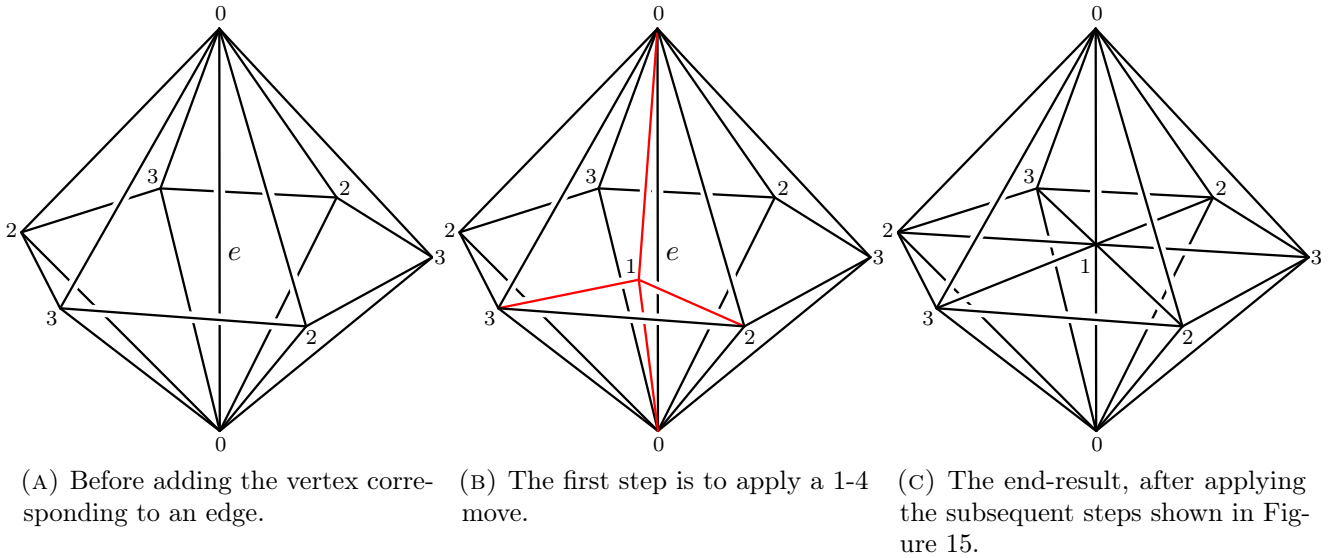 0 0 0
3 2 3 2 3 2
2 2 2
e 3 e 3 3
1 1
3 3 3
2 2 2
0 0 0
(A) Before adding the vertex corre-
sponding to an edge.
(B) The first step is to apply a 1-4
move.
(C) The end-result, after applying
the subsequent steps shown in Fig-
ure 15.